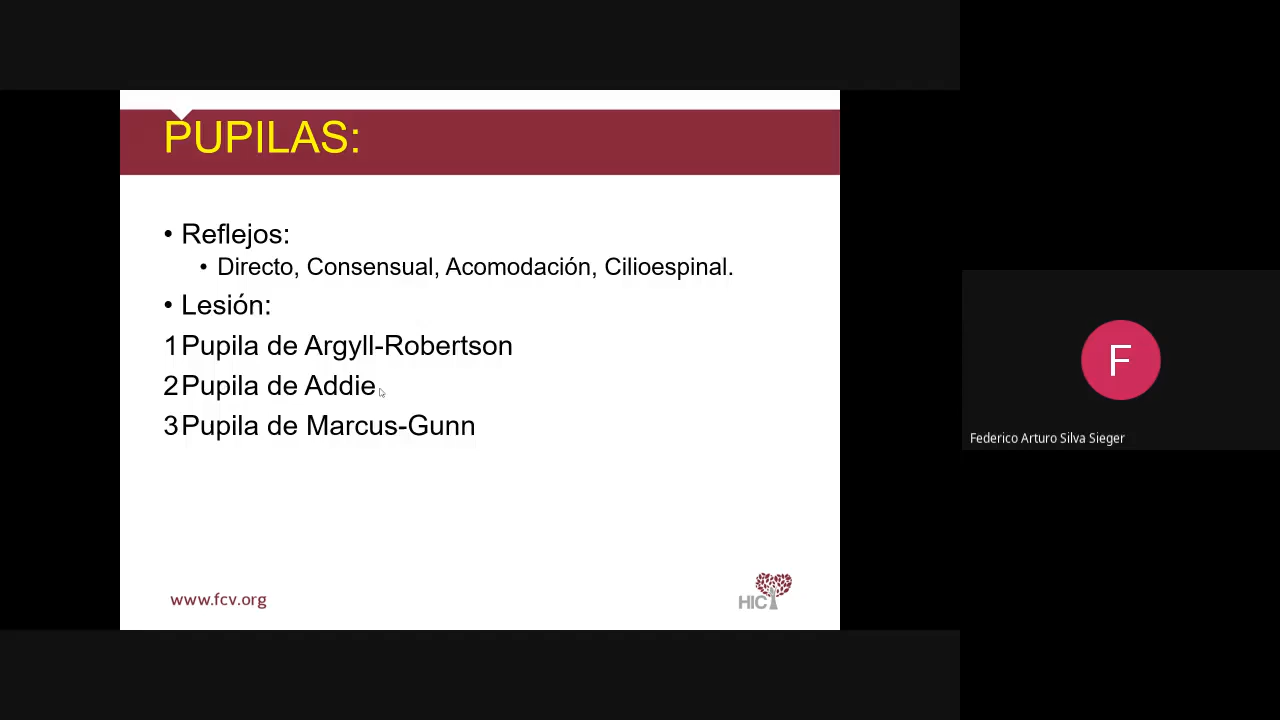 PUPILAS:
• Reflejos:
• Directo, Consensual, Acomodación, Cilioespinal.
• Lesión:
1 Pupila de Argyll-Robertson
2 Pupila de Addie
3 Pupila de Marcus-Gunn
www.fcv.org
HIC
F
Federico Arturo Silva Sieger